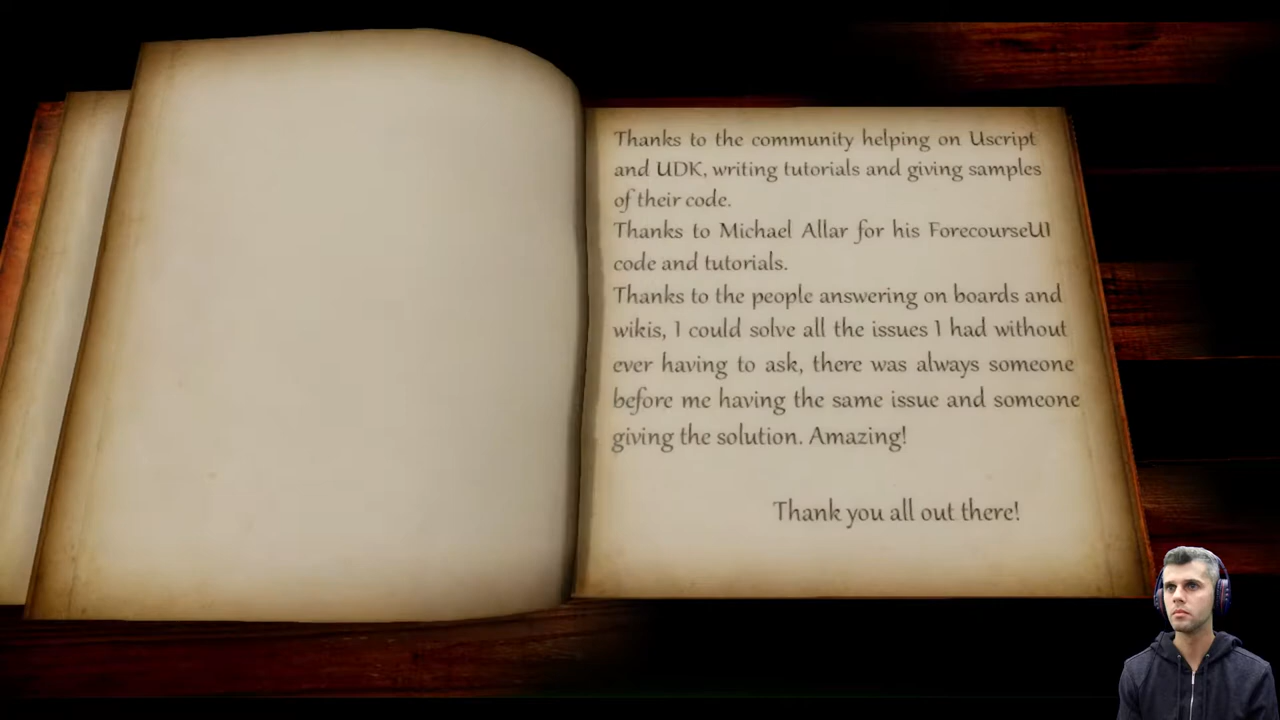 Thanks to the community helping on Uscript
and UDK, writing tutorials and giving samples
of their code.
Thanks to Michael Allar for his ForecourseUI
code and tutorials.
Thanks to the people answering on boards and
wikis, I could solve all the issues I had without
ever having to ask, there was always someone
before me having the same issue and someone
giving the solution. Amazing!
Thank you all out there!